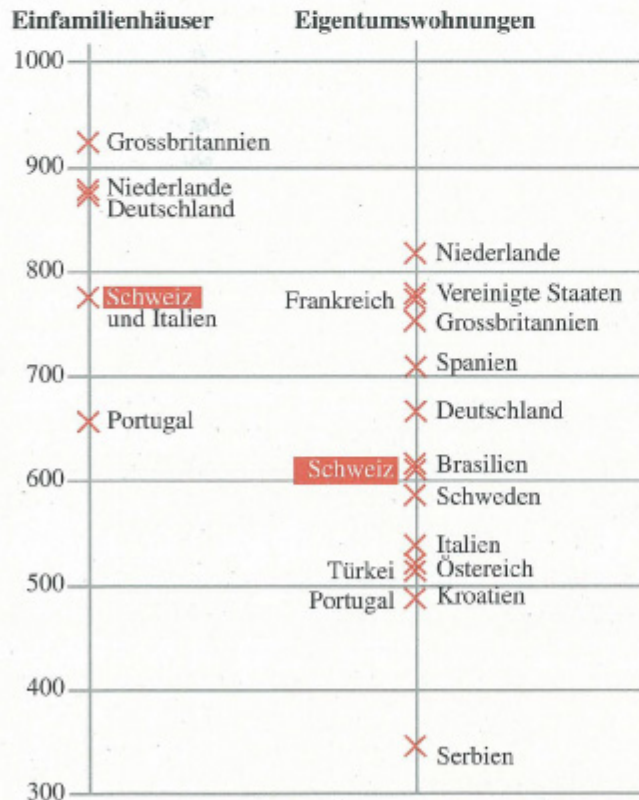 Einfamilienhäuser Eigentumswohnungen
1000
Grossbritannien
900
Niederlande
Deutschland
Niederlande
800
Schweiz
und Italien
Frankreich
Vereinigte Staaten
Grossbritannien
Spanien
700
Portugal
Deutschland
Schweiz
Brasilien
600
Schweden
Italien
Türkei
Östereich
500
Portugal
Kroatien
400
Serbien
300